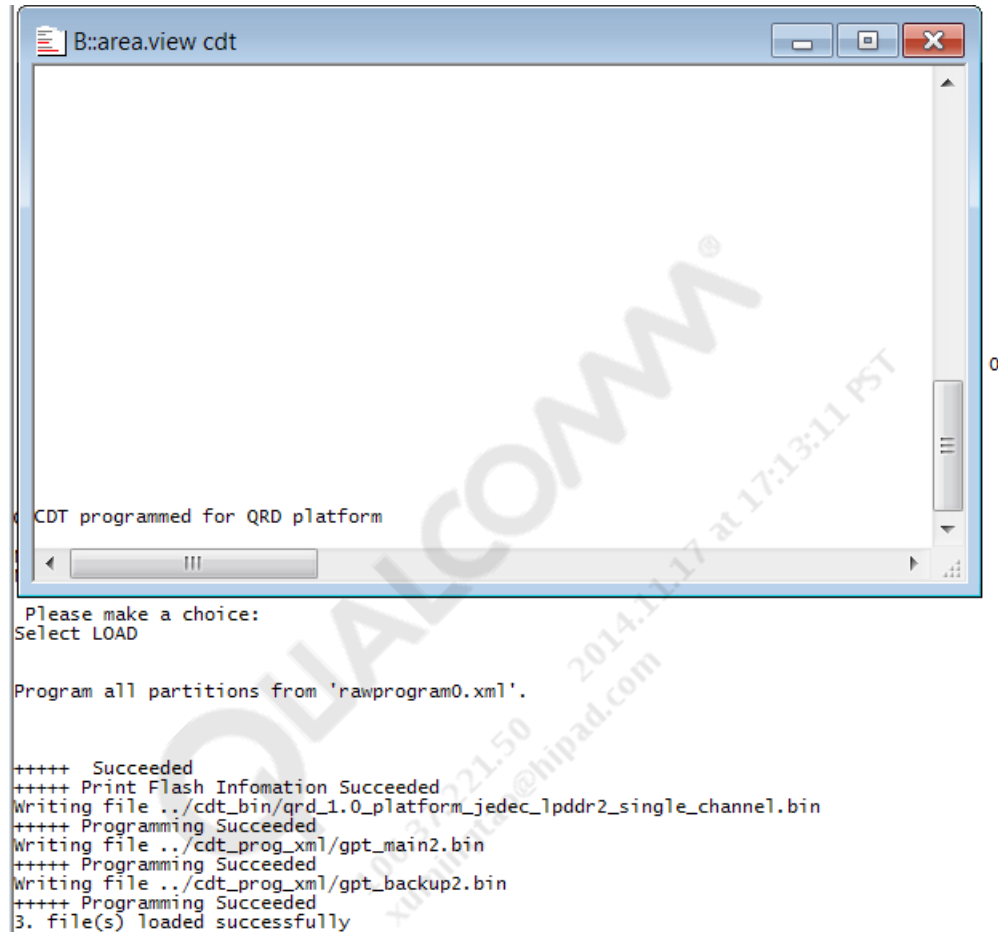 B::area.view cdt
CDT programmed for QRD platform
Please make a choice:
Select LOAD
Program all partitions from 'rawprogram0.xml'.
+++++  Succeeded
+++++ Print Flash Infomation Succeeded
Writing file ../cdt_bin/qrd_1.0_platform_jedec_lpddr2_single_channel.bin
+++++ Programming Succeeded
Writing file ../cdt_prog_xml/gpt_main2.bin
+++++ Programming Succeeded
Writing file ../cdt_prog_xml/gpt_backup2.bin
+++++ Programming Succeeded
3. file(s) loaded successfully
QUALCOMM®
2014.11.17 at 17:13:11 PST